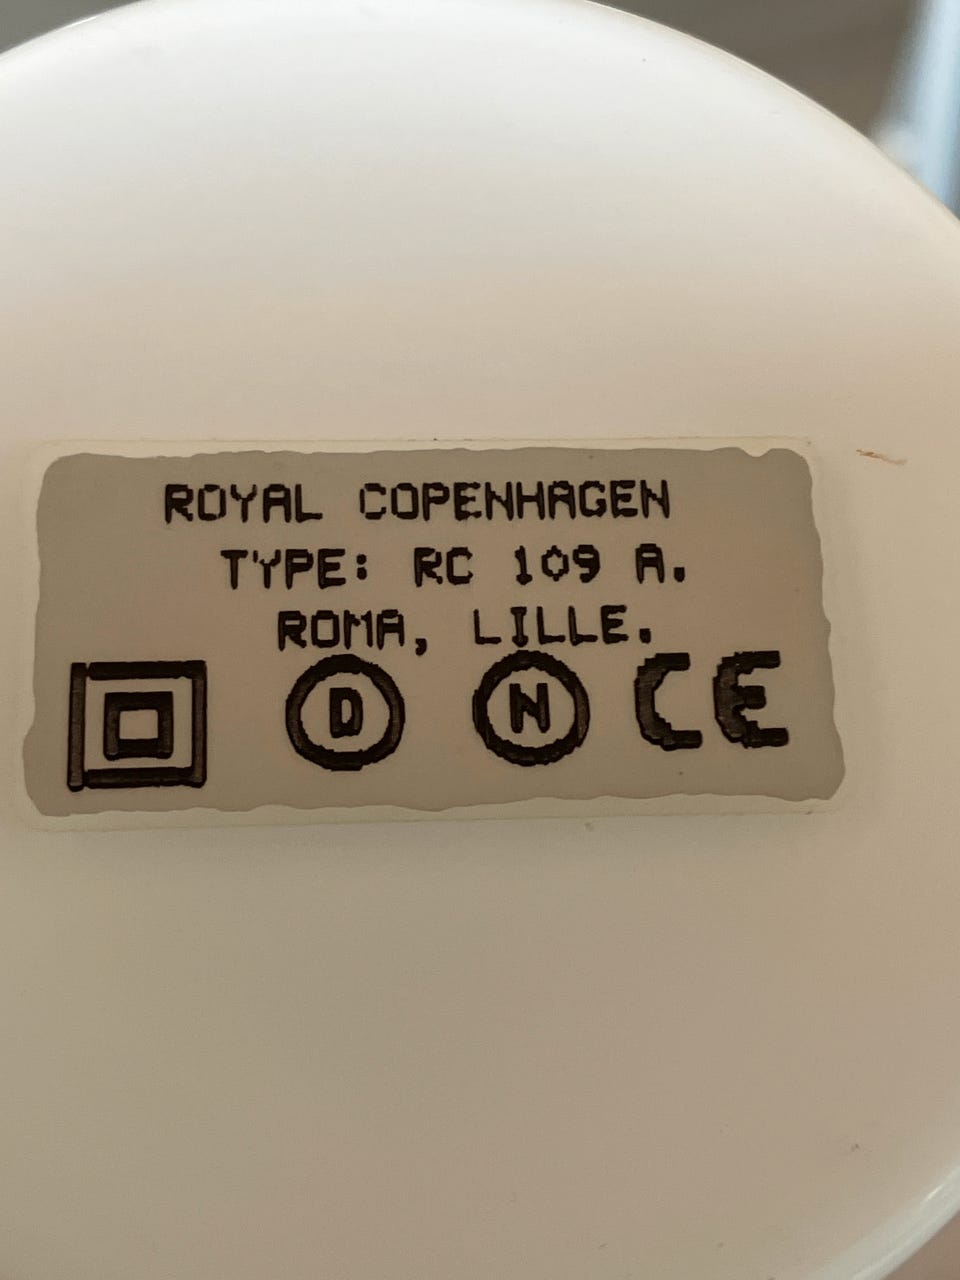 ROYAL COPENHAGEN
TYPE: RC 109 A.
ROMA, LILLE.
D N CE